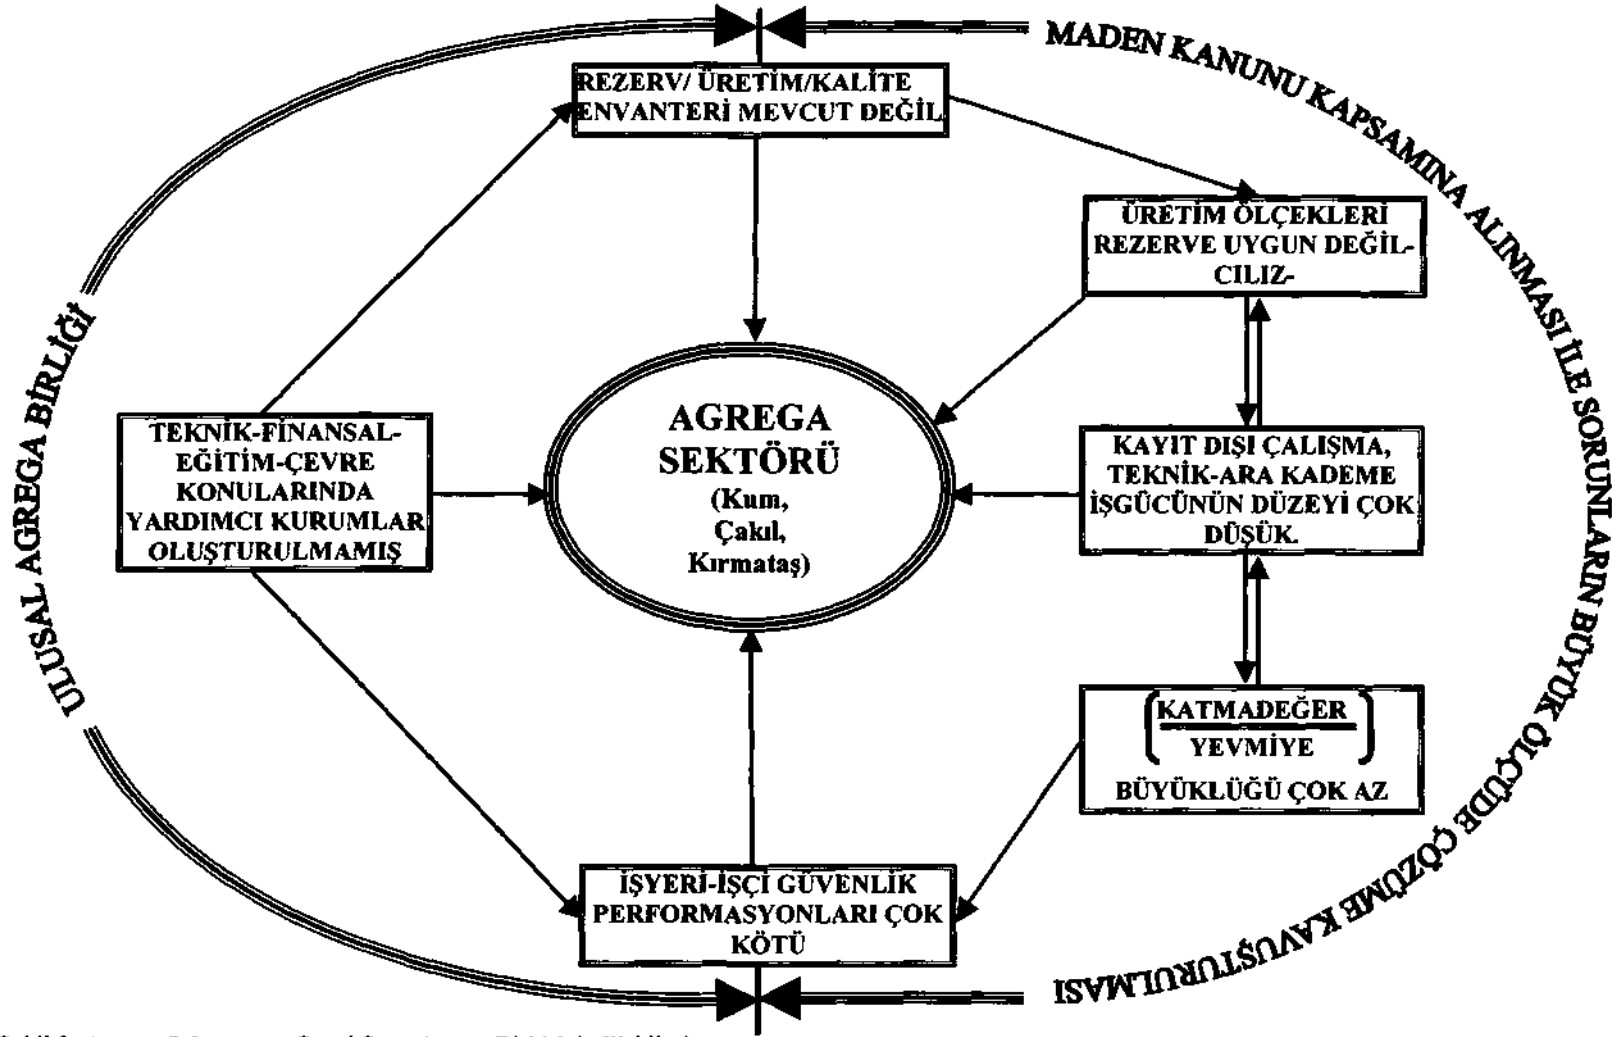 MADEN KANUNU KAPSAMINA ALINMASI İLE SORUNLARIN BÜYÜK ÖLÇÜDE ÇÖZÜME KAVUŞTURULMASI
REZERV/ ÜRETİM/KALİTE
ENVANTERİ MEVCUT DEĞİL
ÜRETİM ÖLÇEKLERİ
REZERVE UYGUN DEĞİL-
CILIZ-
ULUSAL AGREGA BİRLİĞİ
TEKNİK-FİNANSAL-
EĞİTİM-ÇEVRE
KONULARINDA
YARDIMCI KURUMLAR
OLUŞTURULMAMIŞ
AGREGA
SEKTÖRÜ
(Kum,
Çakıl,
Kırmataş)
KAYIT DIŞI ÇALIŞMA,
TEKNİK-ARA KADEME
İŞGÜCÜNÜN DÜZEYİ ÇOK
DÜŞÜK.
KATMADEĞER
YEVMİYE
BÜYÜKLÜĞÜ ÇOK AZ
İŞYERİ-İŞÇİ GÜVENLİK
PERFORMASYONLARI ÇOK
KÖTÜ